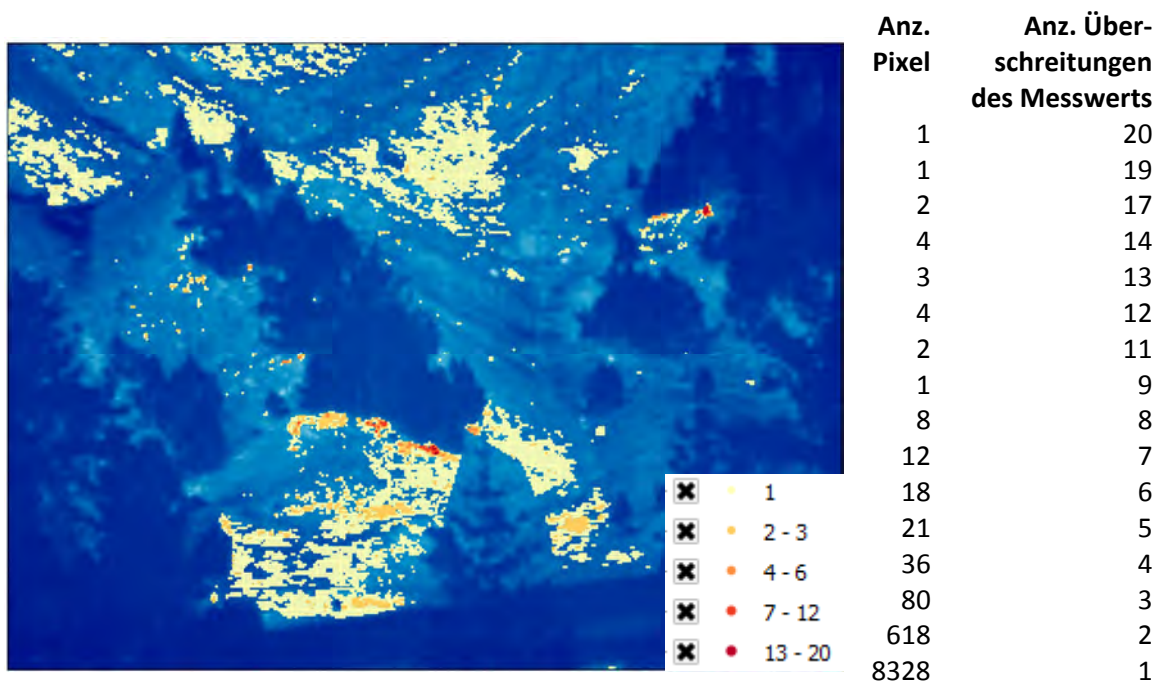 Anz. Anz. Über-
Pixel schreitungen
des Messwerts
1 20
1 19
2 17
4 14
3 13
4 12
2 11
1 9
8 8
12 7
18 6
21 5
36 4
80 3
618 2
8328 1
1
2 - 3
4 - 6
7 - 12
13 - 20